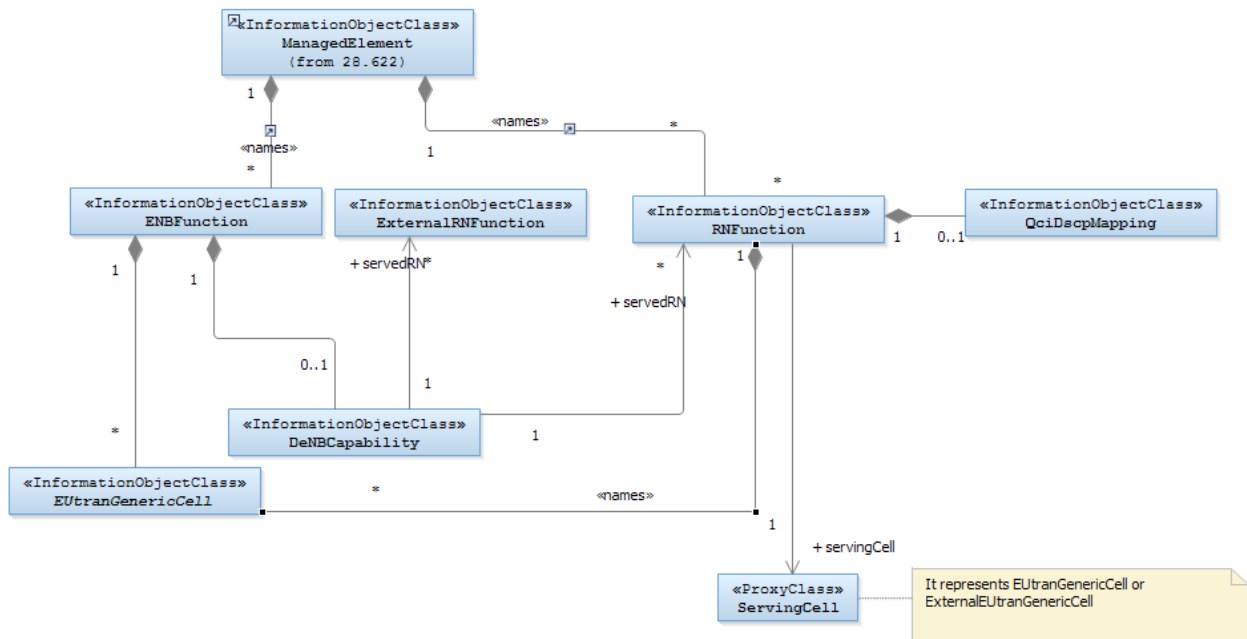 «InformationObjectClass»
ManagedElement
(from 28.622)
1
«names»
*
1
«names»
*
*
«InformationObjectClass»
ENBFunction
«InformationObjectClass»
ExternalRNFunction
«InformationObjectClass»
RNFunction
«InformationObjectClass»
QciDscpMapping
1
0..1
1
1
+ servedRN
*
*
1
+ servedRN
0..1
1
1
*
«InformationObjectClass»
DeNBCapability
«InformationObjectClass»
EUtranGenericCell
*
«names»
1
+ servingCell
«ProxyClass»
ServingCell
It represents EUtranGenericCell or
ExternalEUtranGenericCell